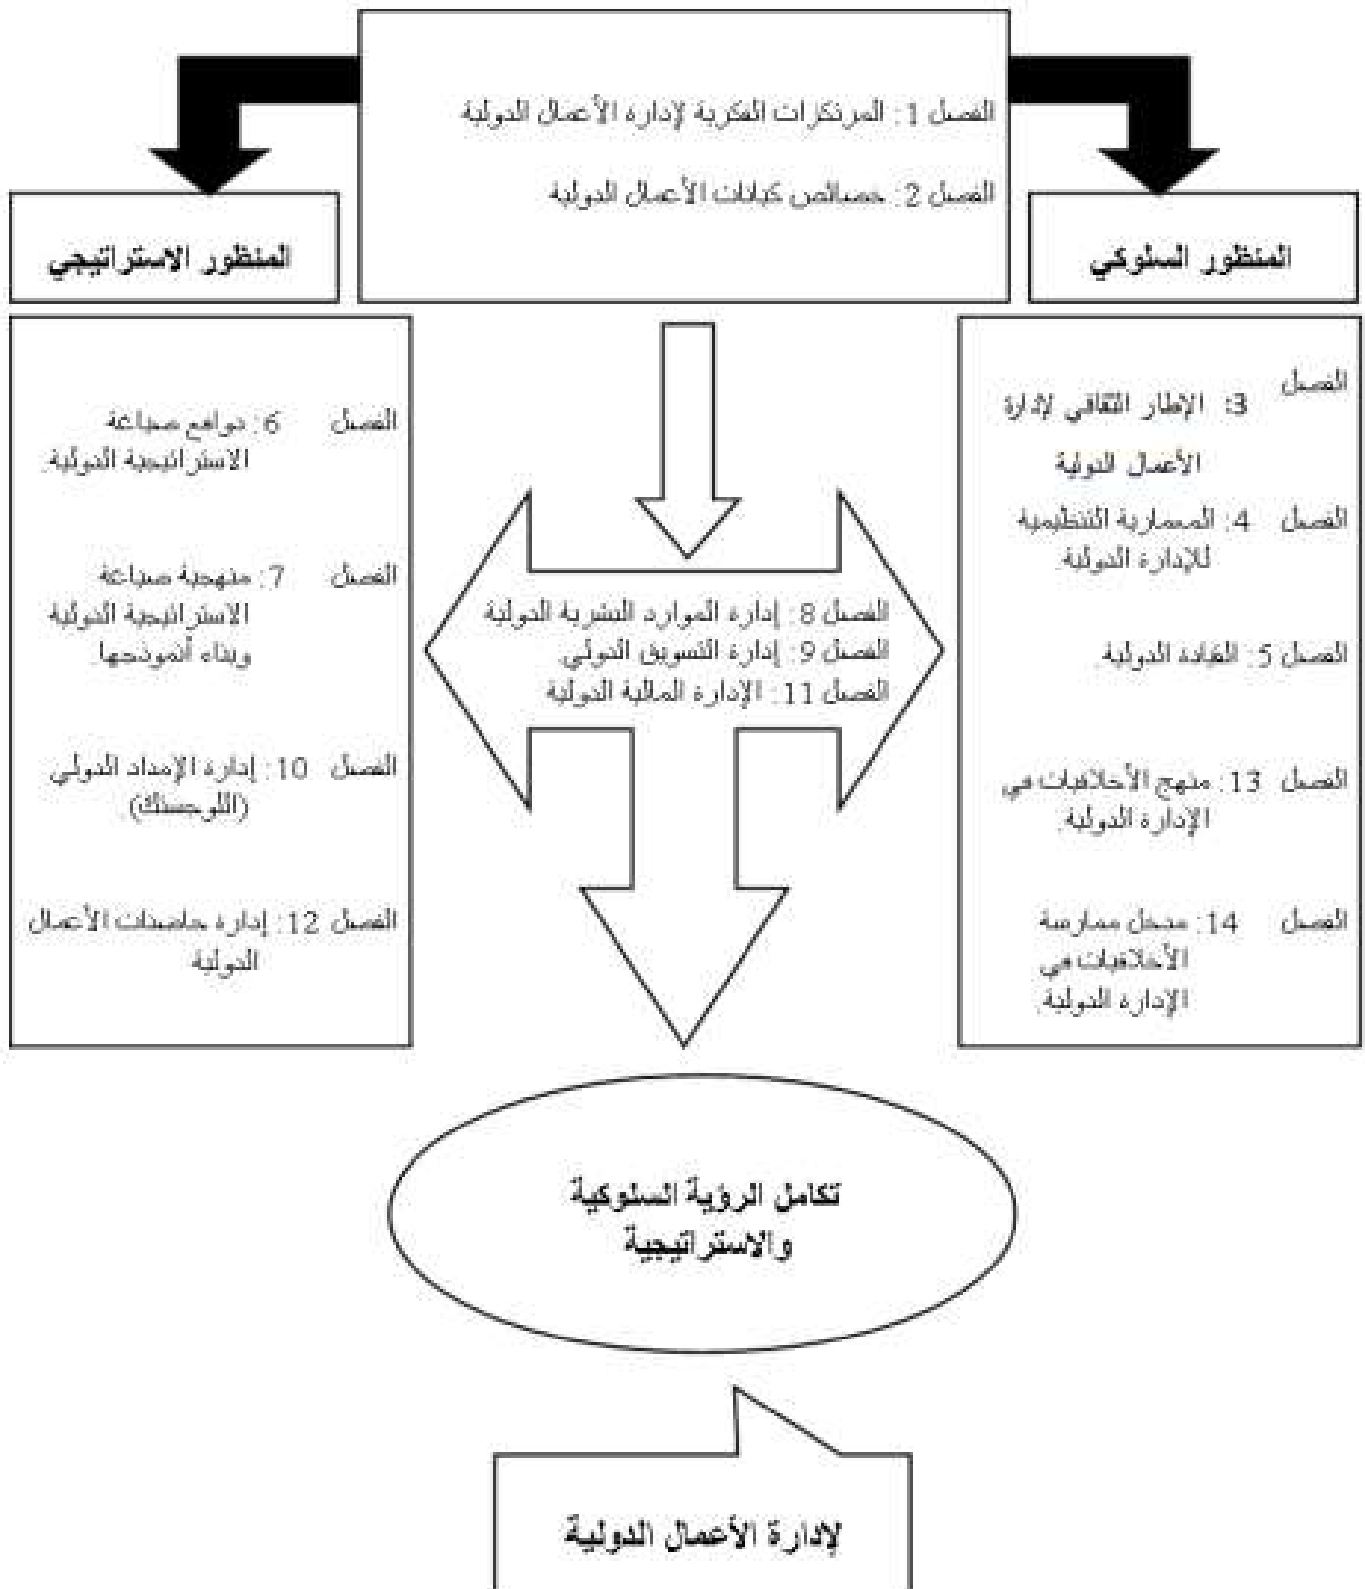 الفصل 1: المرتكزات الفكرية لإدارة الأعمال الدولية
الفصل 2: خصائص كيانات الأعمال الدولية
المنظور السلوكي
المنظور الاستراتيجي
الفصل 3: الإطار الثقافي لإدارة
الأعمال الدولية
الفصل 4: المعمارية التنظيمية
للإدارة الدولية.
الفصل 5: القيادة الدولية.
الفصل 13: منهج الأخلاقيات في
الإدارة الدولية.
الفصل 14: مدخل ممارسة
الأخلاقيات في
الإدارة الدولية.
الفصل 8: إدارة الموارد البشرية الدولية
الفصل 9: إدارة التسويق الدولي.
الفصل 11: الإدارة المالية الدولية
الفصل 6: دوافع صياغة
الاستراتيجية الدولية.
الفصل 7: منهجية صياغة
الاستراتيجية الدولية
وبناء أنموذجها.
الفصل 10: إدارة الإمداد الدولي
(اللوجستك).
الفصل 12: إدارة حاضنات الأعمال
الدولية
تكامل الرؤية السلوكية
والاستراتيجية
لإدارة الأعمال الدولية